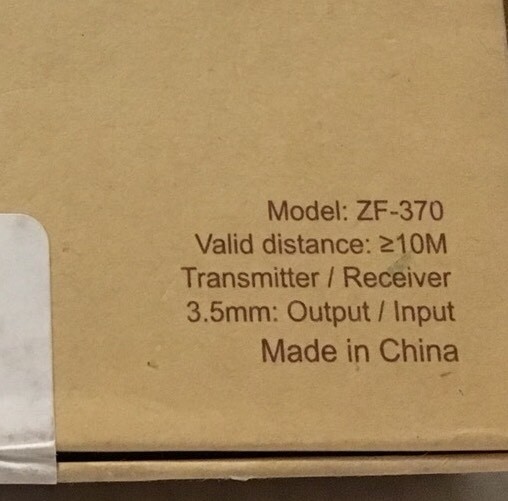 Model: ZF-370
Valid distance: ≥10M
Transmitter / Receiver
3.5mm: Output / Input
Made in China